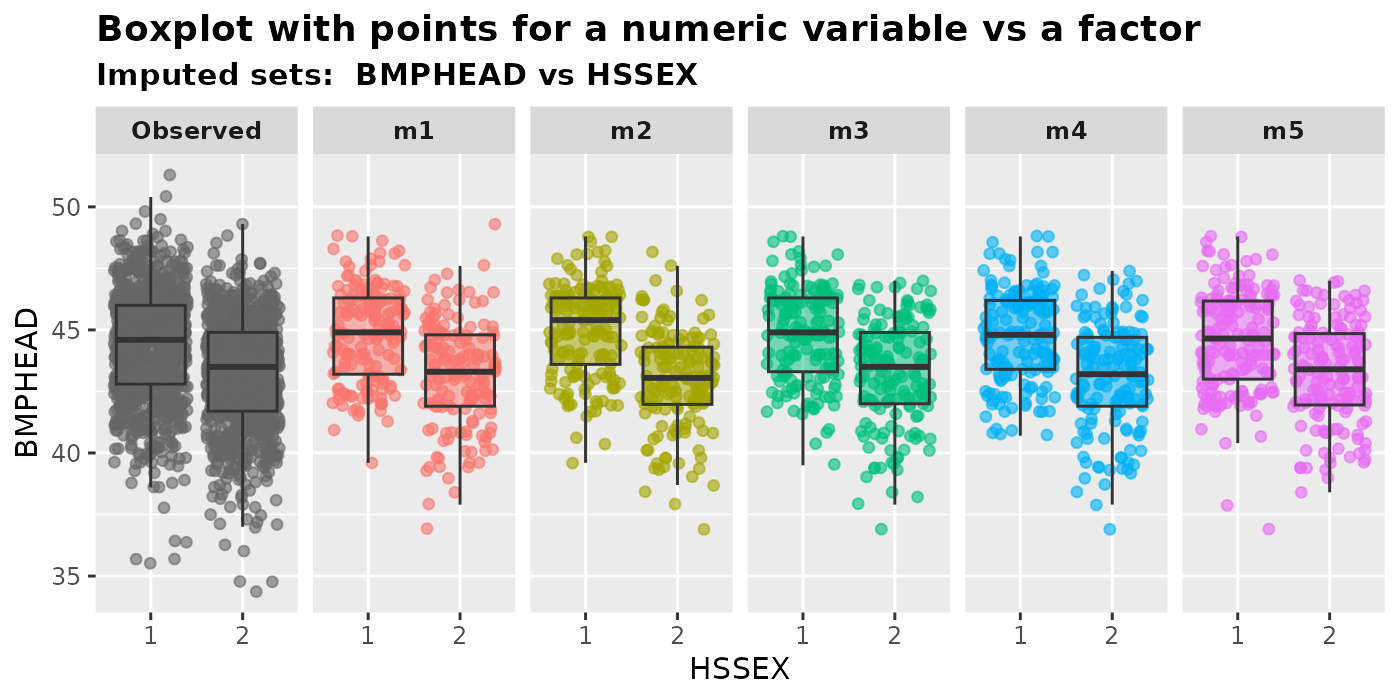 Boxplot with points for a numeric variable vs a factor
Imputed sets:  BMPHEAD vs HSSEX
Observed m1 m2 m3 m4 m5
50
45
40
35
BMPHEAD
1 2 1 2 1 2 1 2 1 2 1 2
HSSEX